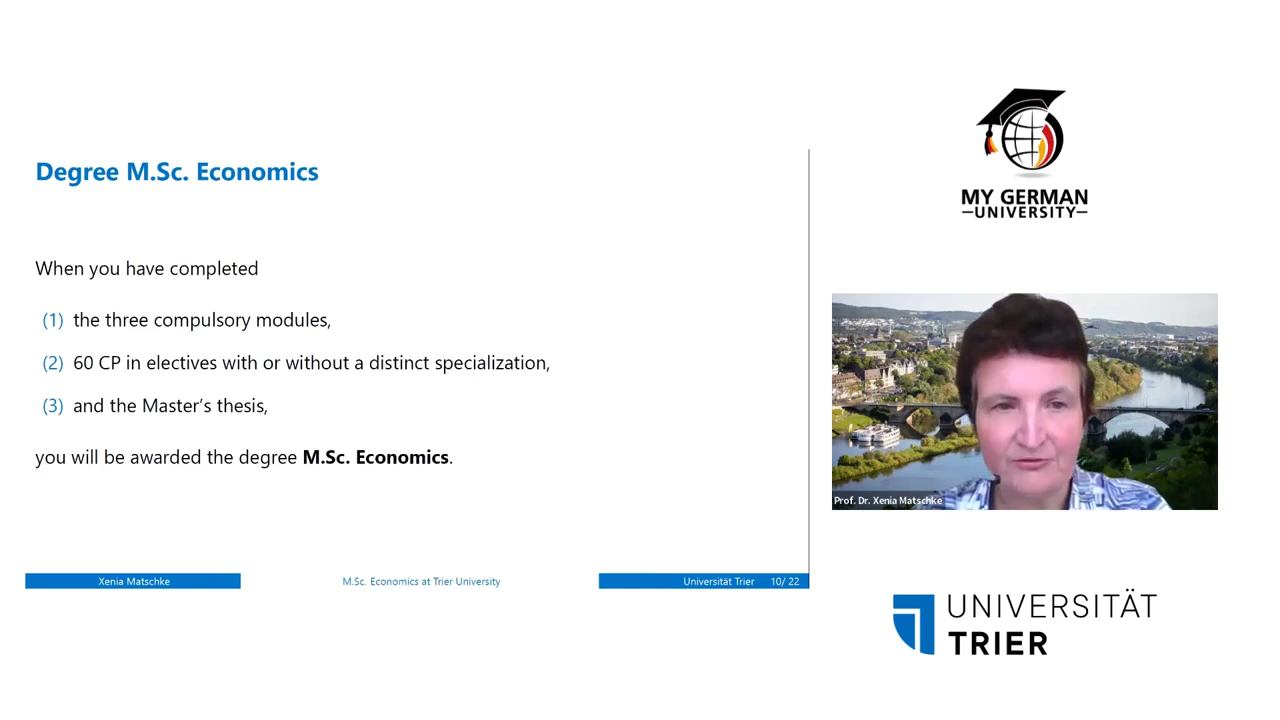 Degree M.Sc. Economics
When you have completed
(1) the three compulsory modules,
(2) 60 CP in electives with or without a distinct specialization,
(3) and the Master’s thesis,
you will be awarded the degree M.Sc. Economics.
Xenia Matschke
M.Sc. Economics at Trier University
Universität Trier 10/ 22
MY GERMAN
UNIVERSITY
Prof. Dr. Xenia Matschke
UNIVERSITÄT
TRIER